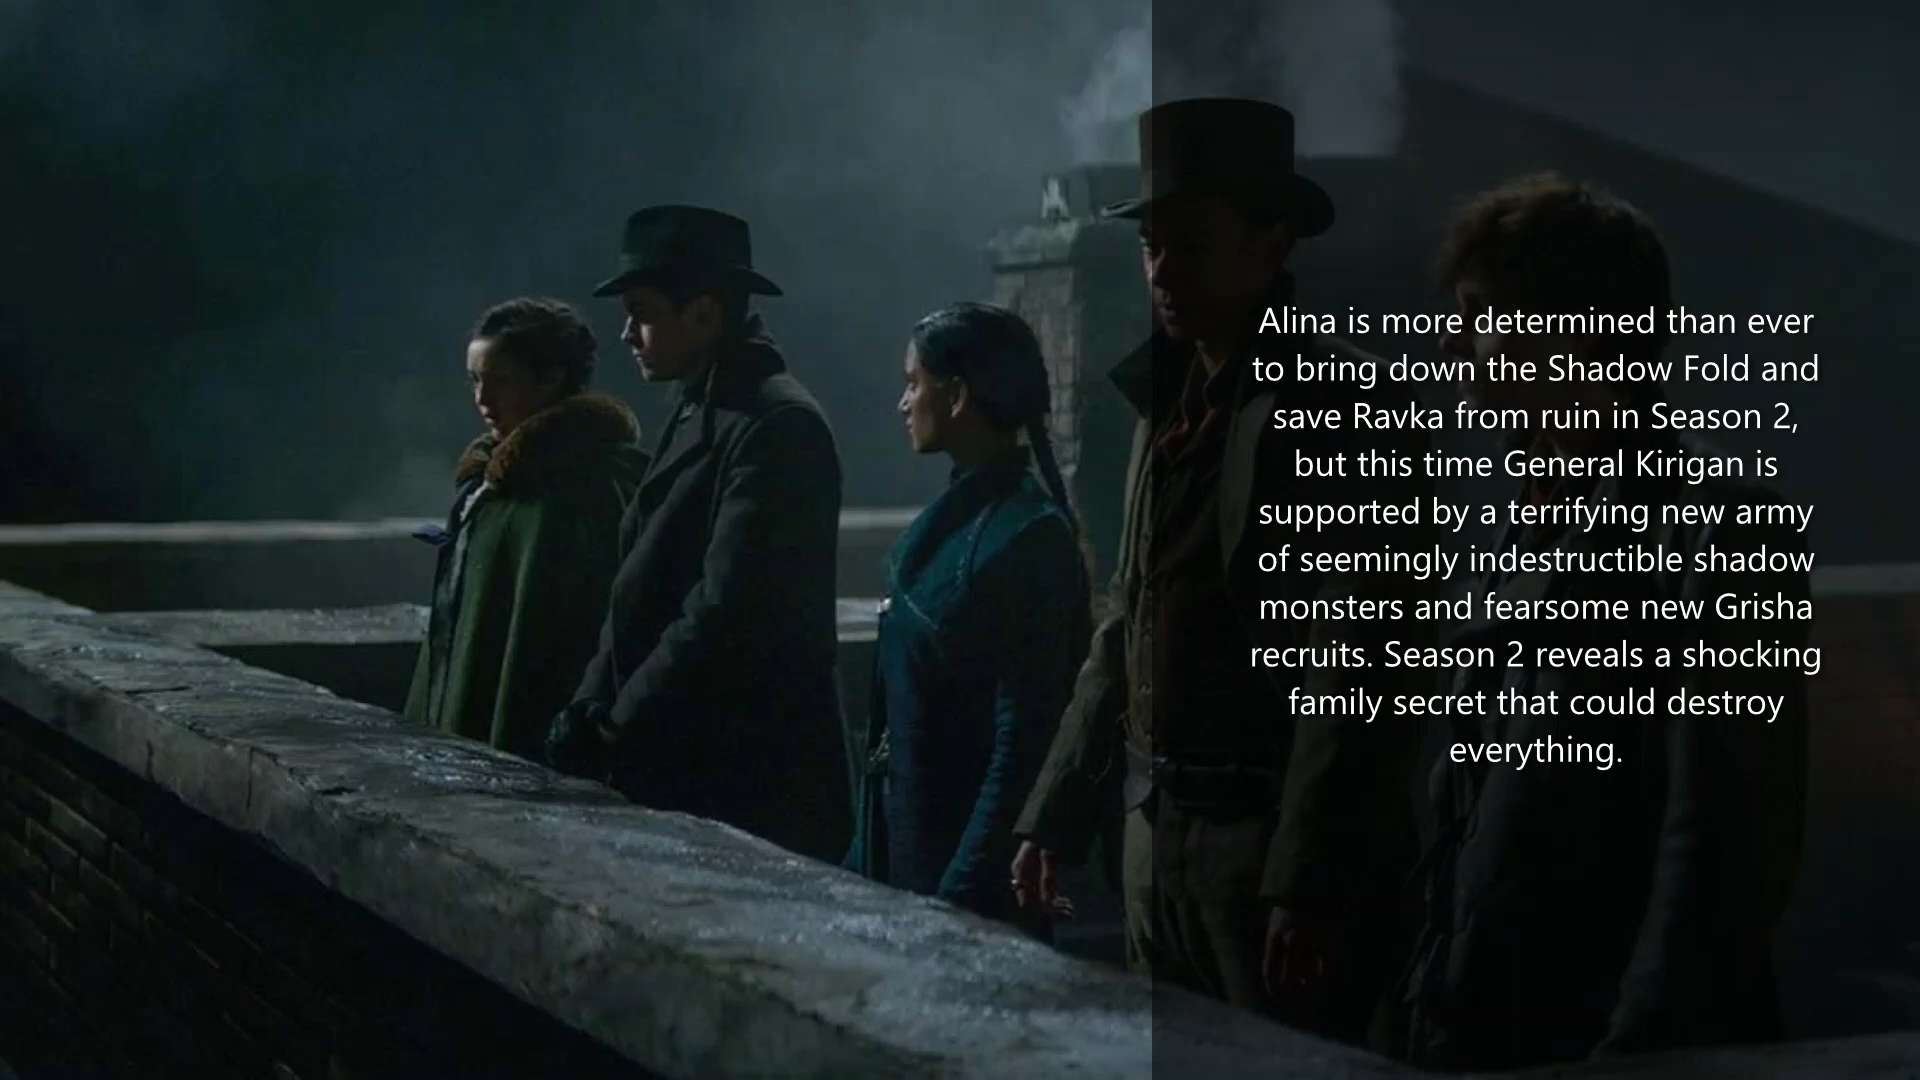 Alina is more determined than ever
to bring down the Shadow Fold and
save Ravka from ruin in Season 2,
but this time General Kirigan is
supported by a terrifying new army
of seemingly indestructible shadow
monsters and fearsome new Grisha
recruits. Season 2 reveals a shocking
family secret that could destroy
everything.